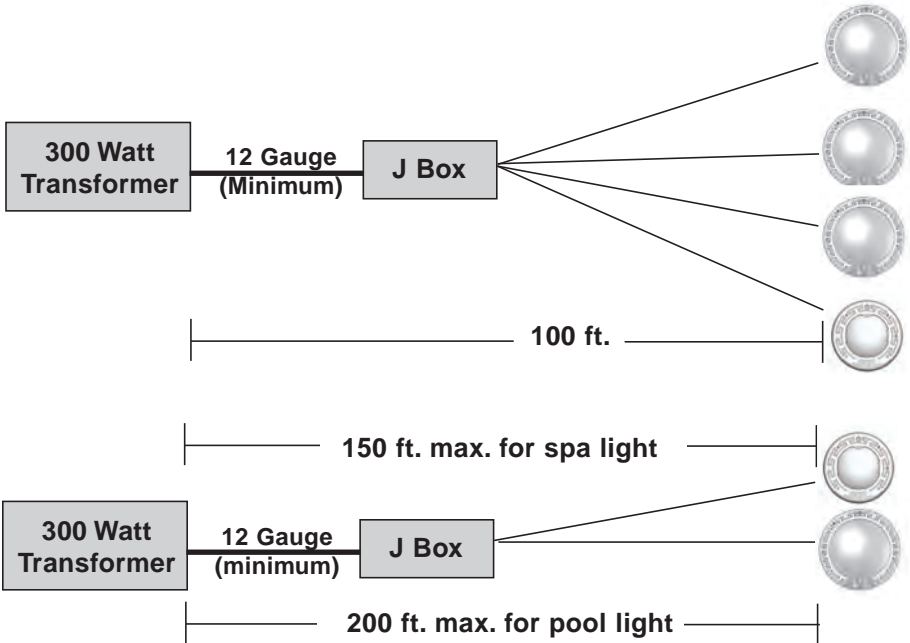 300 Watt
Transformer
12 Gauge
(Minimum)
J Box
100 ft.
150 ft. max. for spa light
300 Watt
Transformer
12 Gauge
(minimum)
J Box
200 ft. max. for pool light